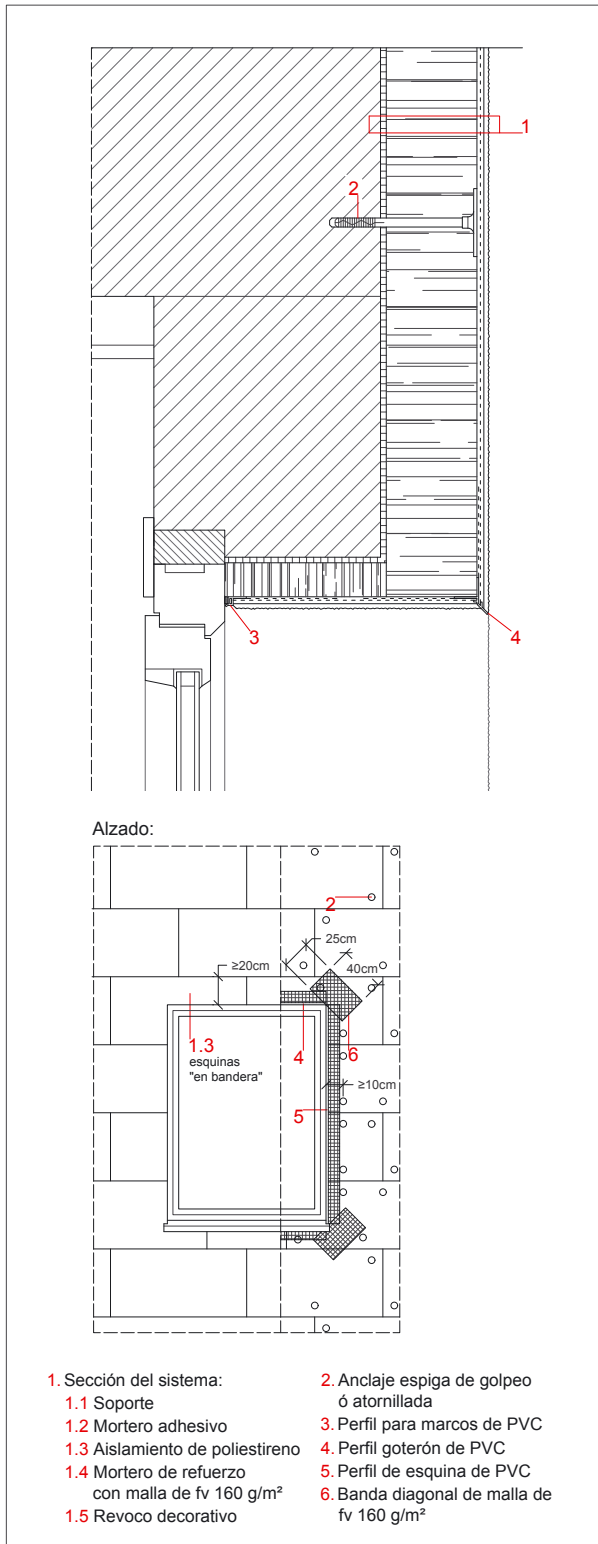 1
2
3
4
Alzado:
2
25cm
≥20cm
40cm
1.3
4
6
esquinas
"en bandera"
≥10cm
5
1. Sección del sistema:
1.1 Soporte
1.2 Mortero adhesivo
1.3 Aislamiento de poliestireno
1.4 Mortero de refuerzo
con malla de fv 160 g/m²
1.5 Revoco decorativo
2. Anclaje espiga de golpeo
ó atornillada
3. Perfil para marcos de PVC
4. Perfil goterón de PVC
5. Perfil de esquina de PVC
6. Banda diagonal de malla de
fv 160 g/m²